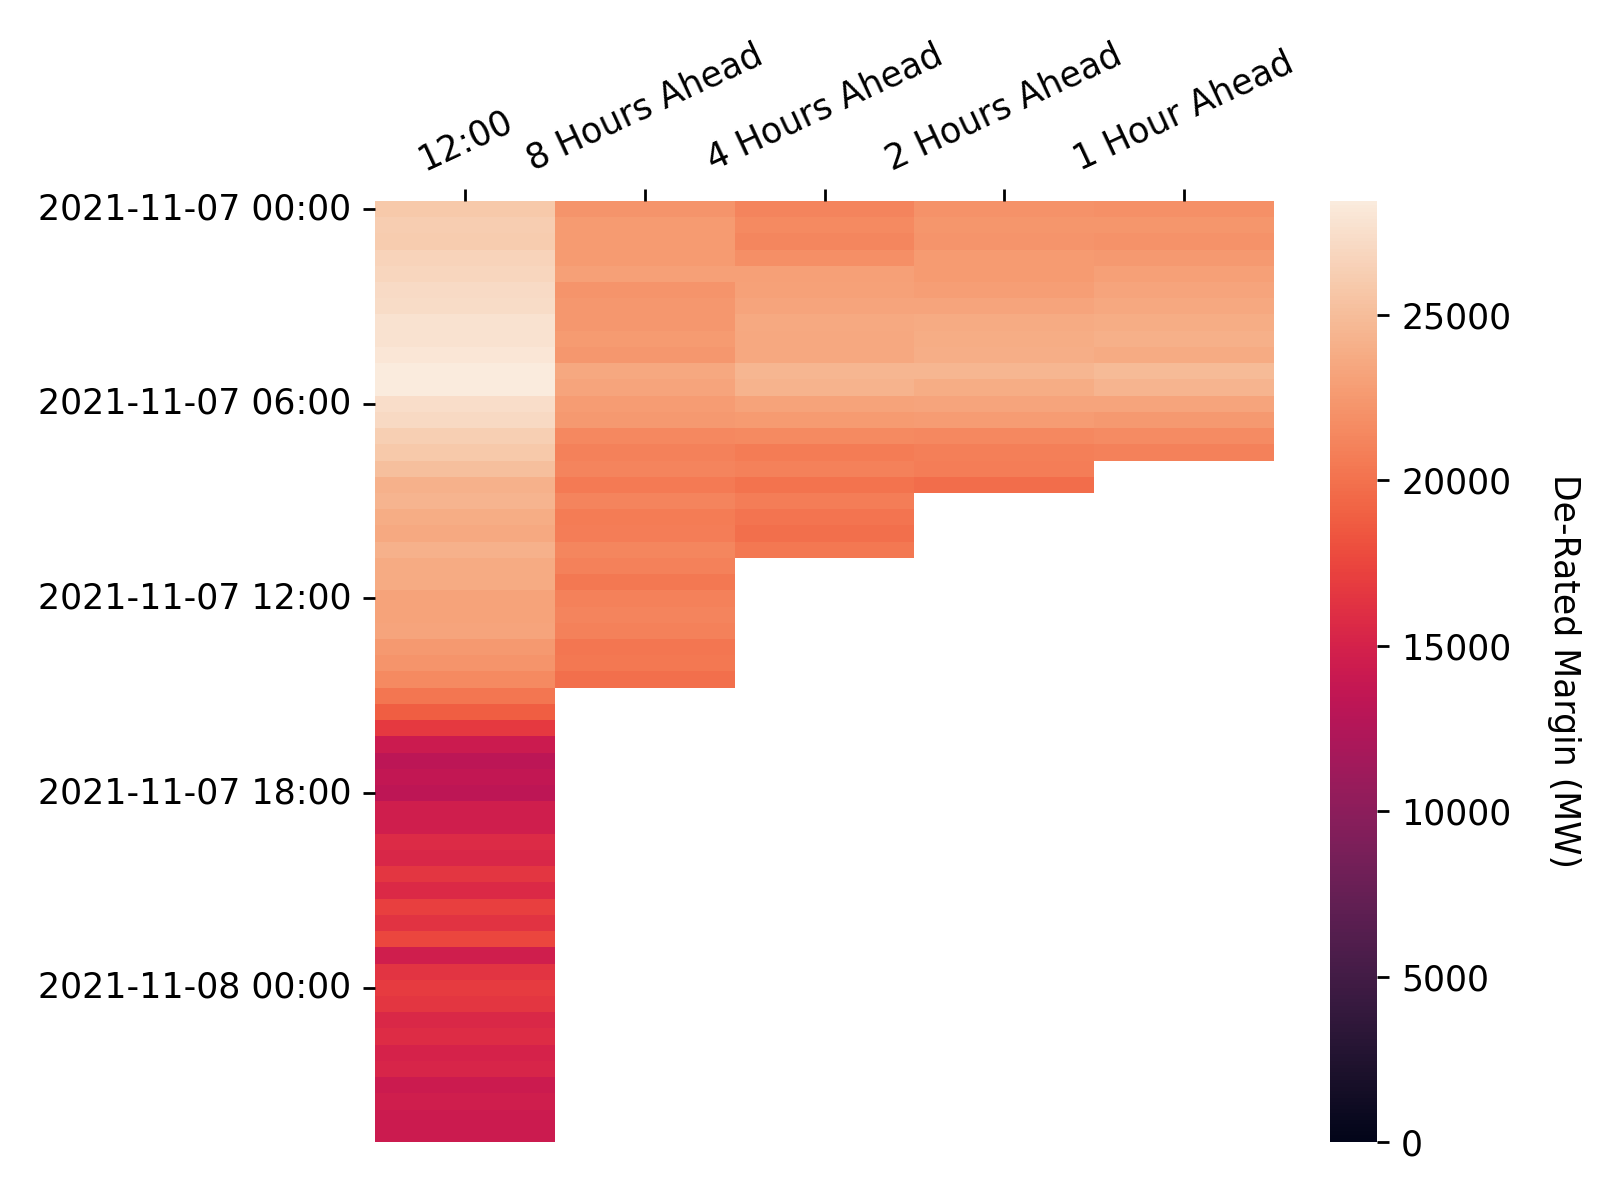 12:00
8 Hours Ahead
4 Hours Ahead
2 Hours Ahead
1 Hour Ahead
2021-11-07 00:00
2021-11-07 06:00
2021-11-07 12:00
2021-11-07 18:00
2021-11-08 00:00
25000
20000
15000
10000
5000
0
De-Rated Margin (MW)